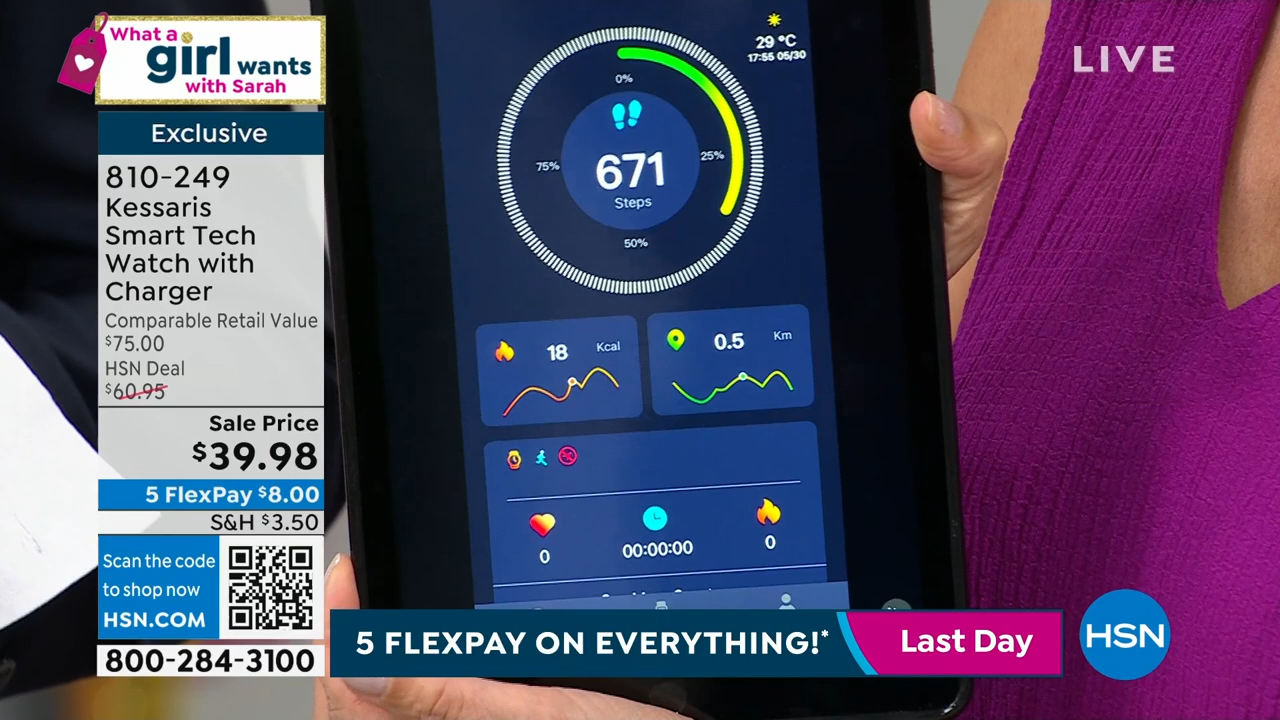 What a
girl wants
with Sarah
Exclusive
810-249
Kessaris
Smart Tech
Watch with
Charger
Comparable Retail Value
$75.00
HSN Deal
$60.95
Sale Price
$39.98
5 FlexPay $8.00
S&H $3.50
Scan the code
to shop now
HSN.COM
800-284-3100
29 °C
17:55 05/30
0%
25%
50%
75%
671
Steps
18 Kcal
0.5 Km
0
00:00:00
0
LIVE
5 FLEXPAY ON EVERYTHING!*
Last Day
HSN